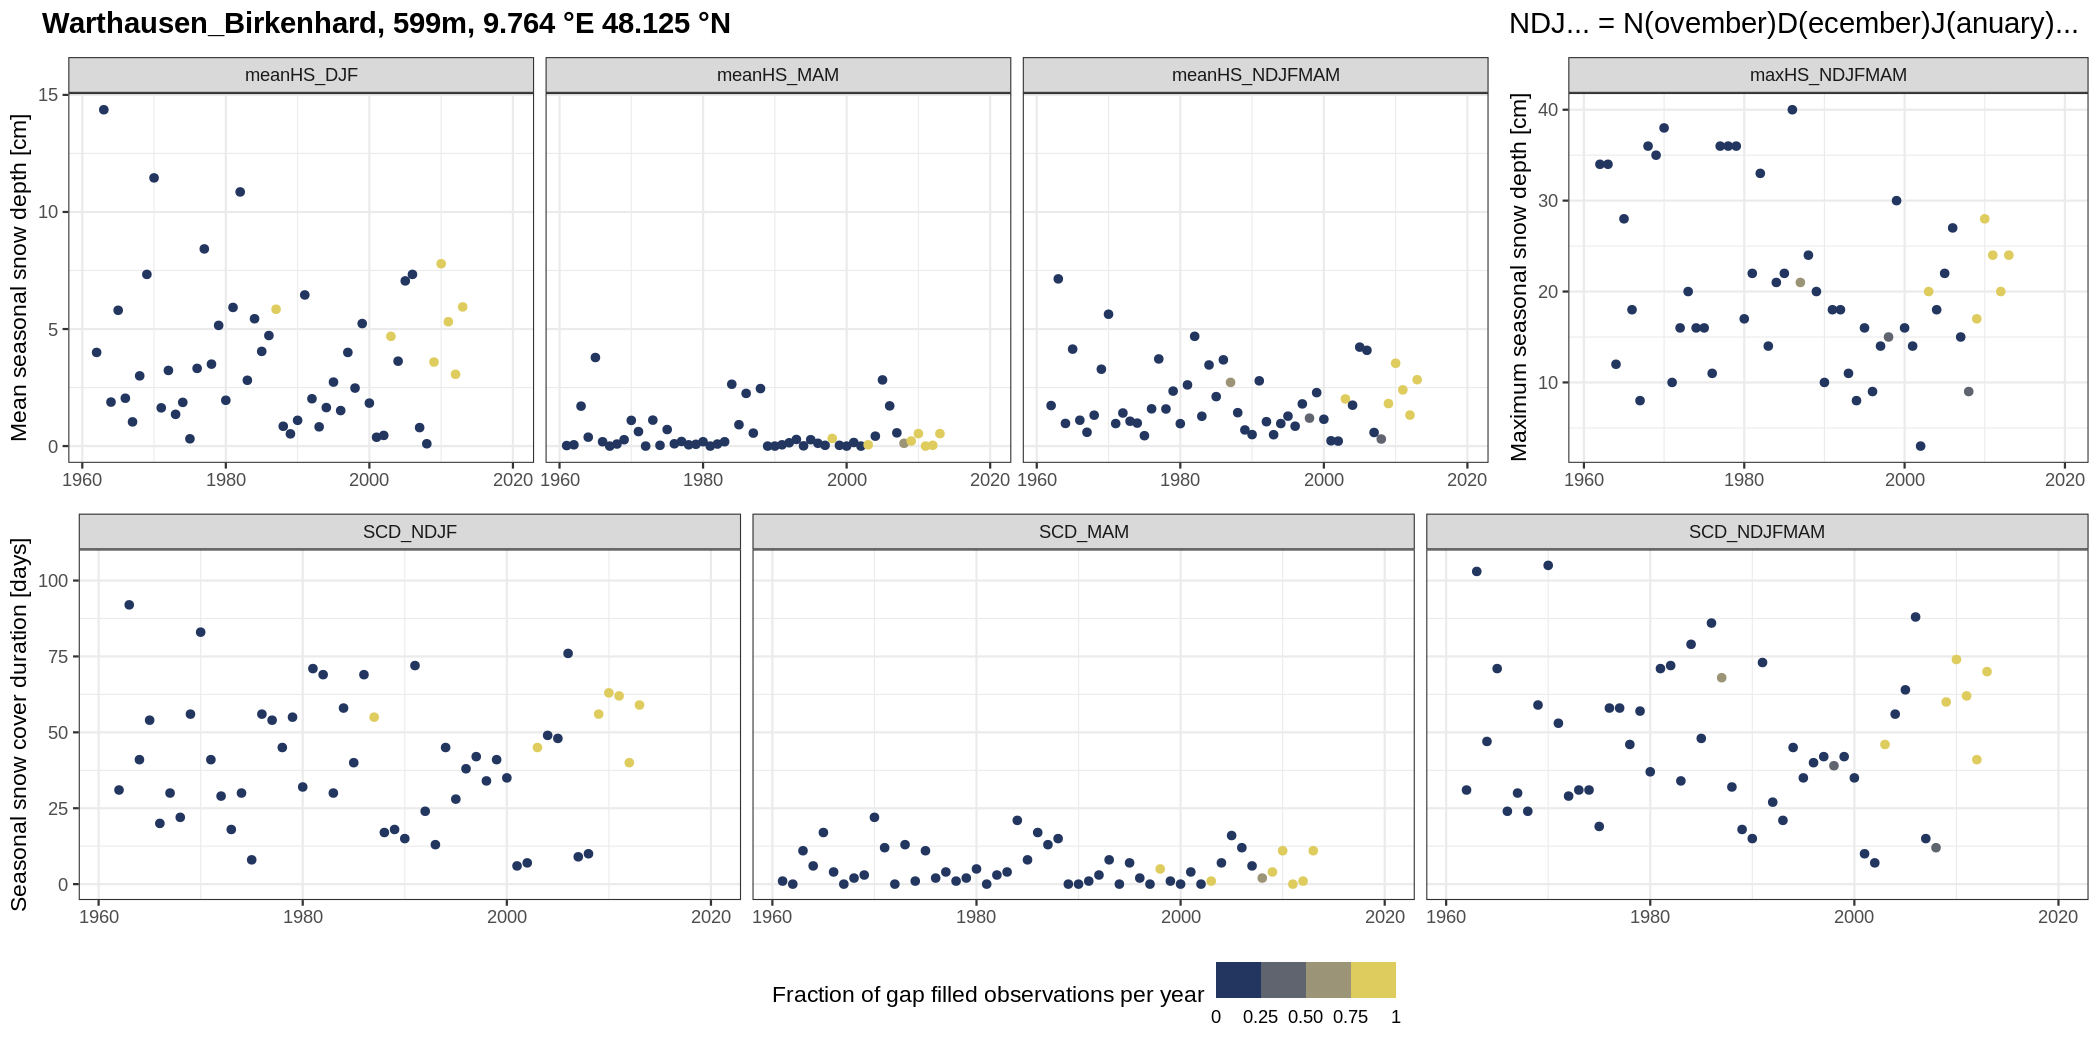 Warthausen_Birkenhard, 599m, 9.764 °E 48.125 °N
NDJ... = N(ovember)D(ecember)J(anuary)...
meanHS_DJF
meanHS_MAM
meanHS_NDJFMAM
maxHS_NDJFMAM
Mean seasonal snow depth [cm]
15
10
5
0
1960 1980 2000 2020
1960 1980 2000 2020
1960 1980 2000 2020
Maximum seasonal snow depth [cm]
40
30
20
10
1960 1980 2000 2020
SCD_NDJF
SCD_MAM
SCD_NDJFMAM
Seasonal snow cover duration [days]
100
75
50
25
0
1960 1980 2000 2020
1960 1980 2000 2020
1960 1980 2000 2020
Fraction of gap filled observations per year
0 0.25 0.50 0.75 1